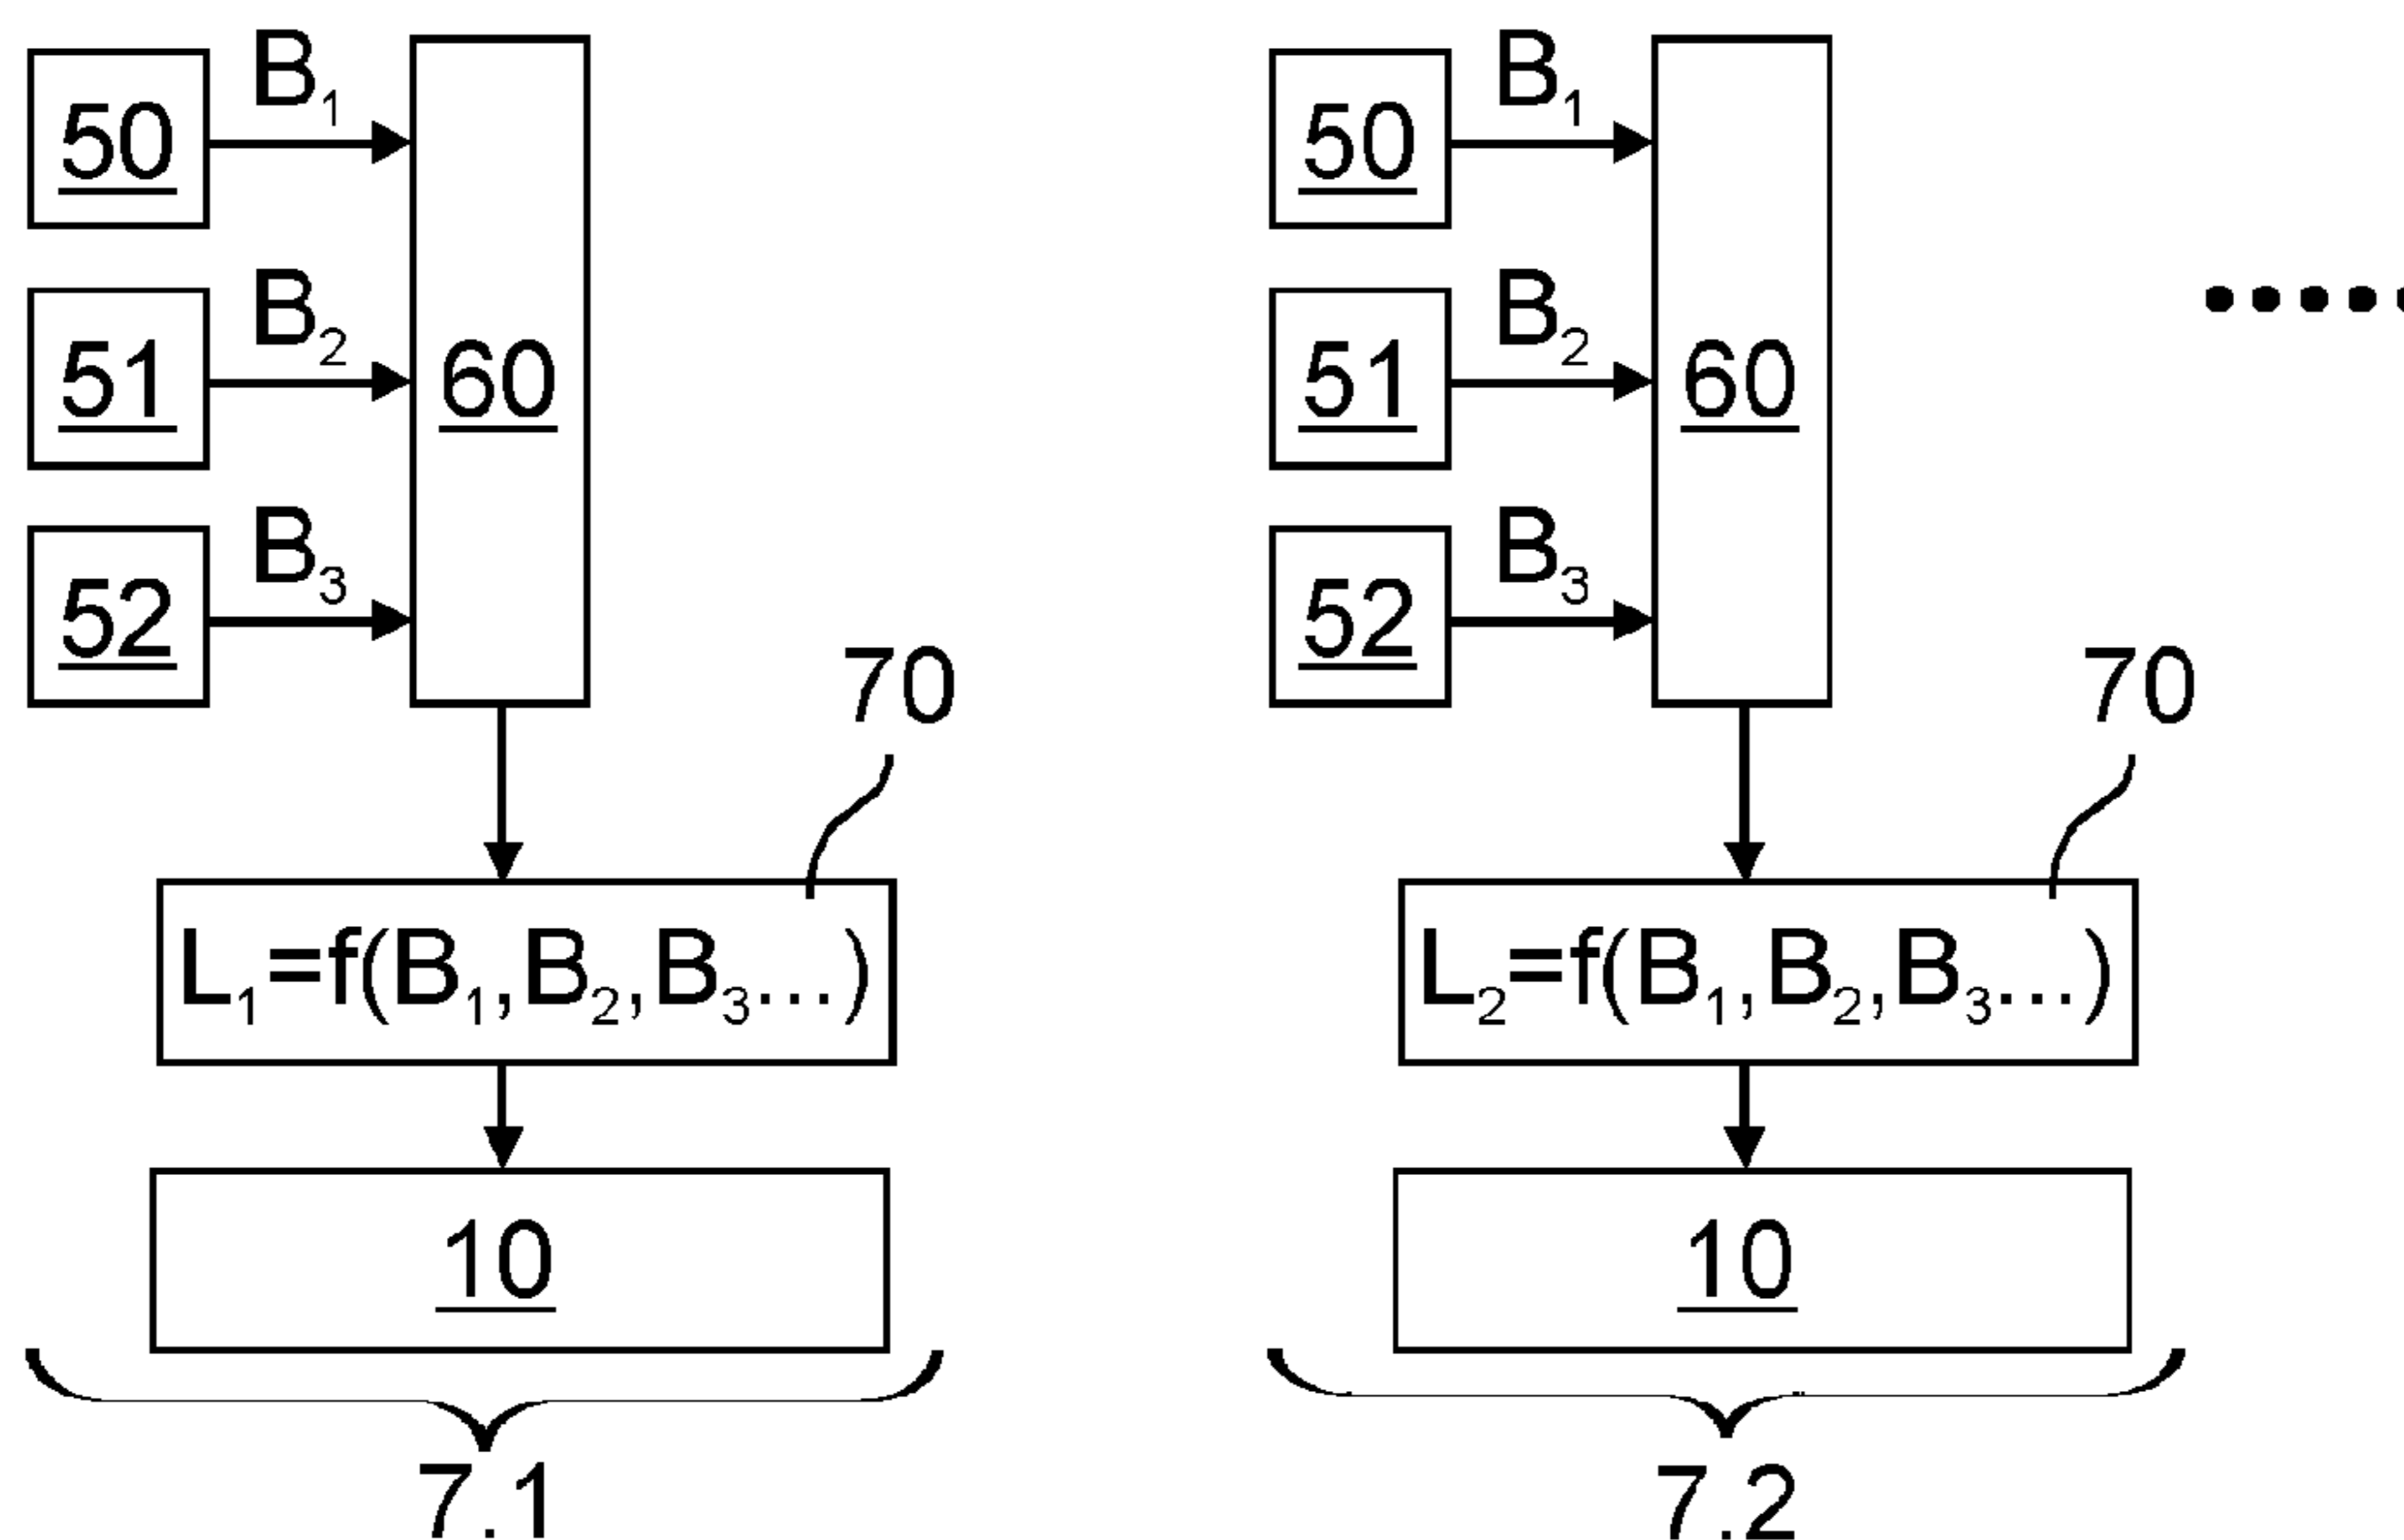 50
B₁
51
B₂
52
B₃
60
70
L₁=f(B₁,B₂,B₃...)
10
7.1
50
B₁
51
B₂
52
B₃
60
70
L₂=f(B₁,B₂,B₃...)
10
7.2
.....